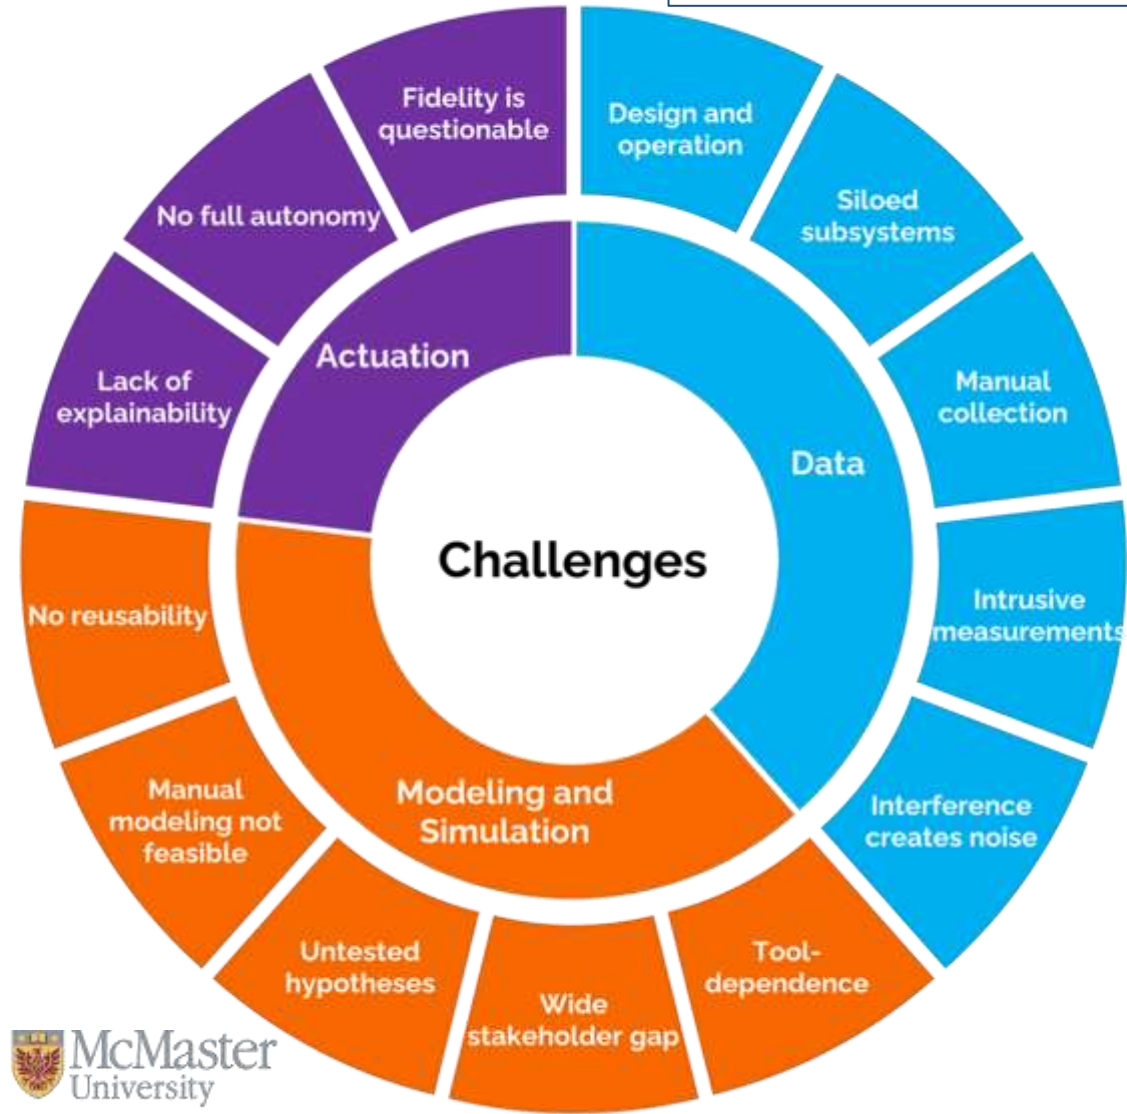 Challenges
Data
Design and
operation
Siloed
subsystems
Manual
collection
Intrusive
measurements
Interference
creates noise
Modeling and
Simulation
Tool-
dependence
Wide
stakeholder gap
Untested
hypotheses
Manual
modeling not
feasible
No reusability
Actuation
Lack of
explainability
No full autonomy
Fidelity is
questionable
McMaster
University